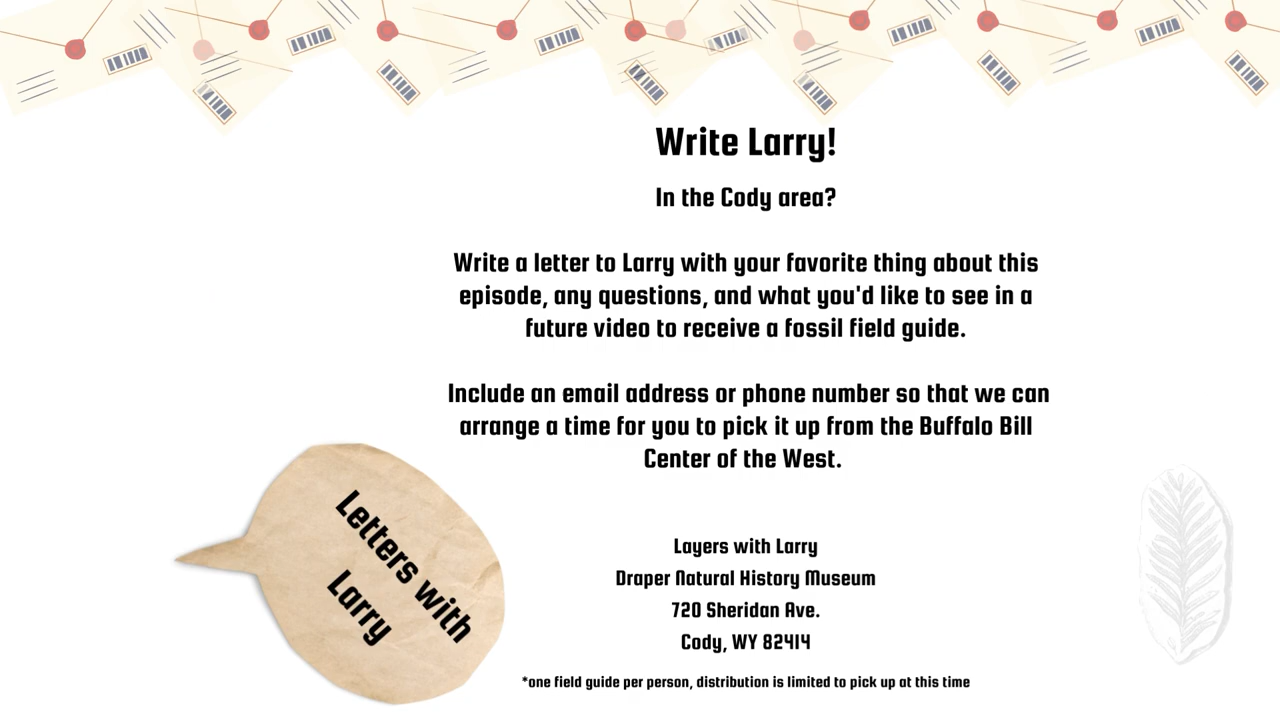 Write Larry!
In the Cody area?
Write a letter to Larry with your favorite thing about this
episode, any questions, and what you'd like to see in a
future video to receive a fossil field guide.
Include an email address or phone number so that we can
arrange a time for you to pick it up from the Buffalo Bill
Center of the West.
Letters with
Larry
Layers with Larry
Draper Natural History Museum
720 Sheridan Ave.
Cody, WY 82414
*one field guide per person, distribution is limited to pick up at this time